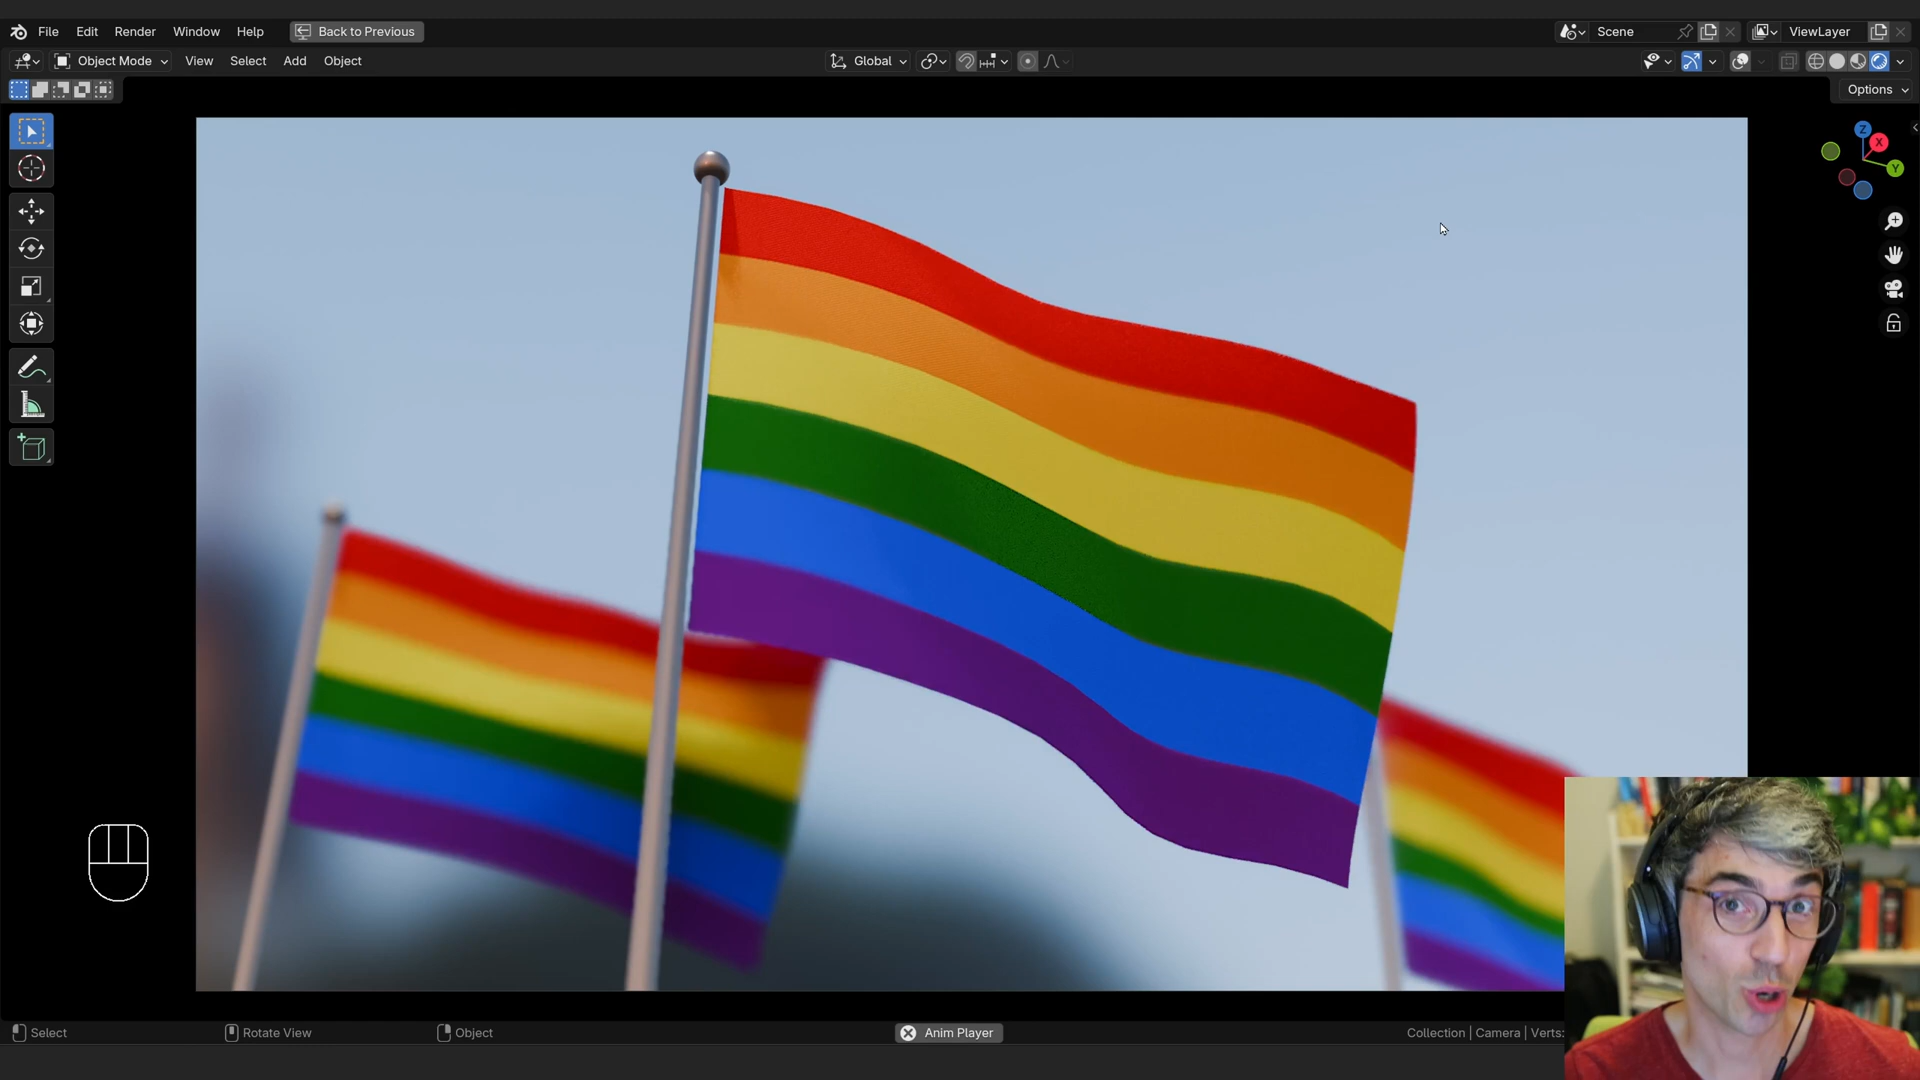 File Edit Render Window Help Back to Previous Scene ViewLayer
Object Mode View Select Add Object Global
Options
Z
X
Y
Select Rotate View Object Anim Player Collection | Camera | Verts: